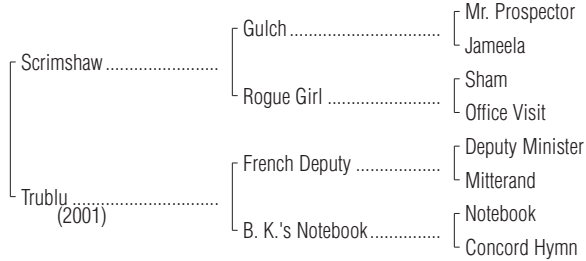 Mr. Prospector
Gulch ................................
Jameela
Scrimshaw ........................
Sham
Rogue Girl ........................
Office Visit
Deputy Minister
French Deputy ..................
Mitterand
Trublu ...............................
(2001)
Notebook
B. K.'s Notebook...............
Concord Hymn